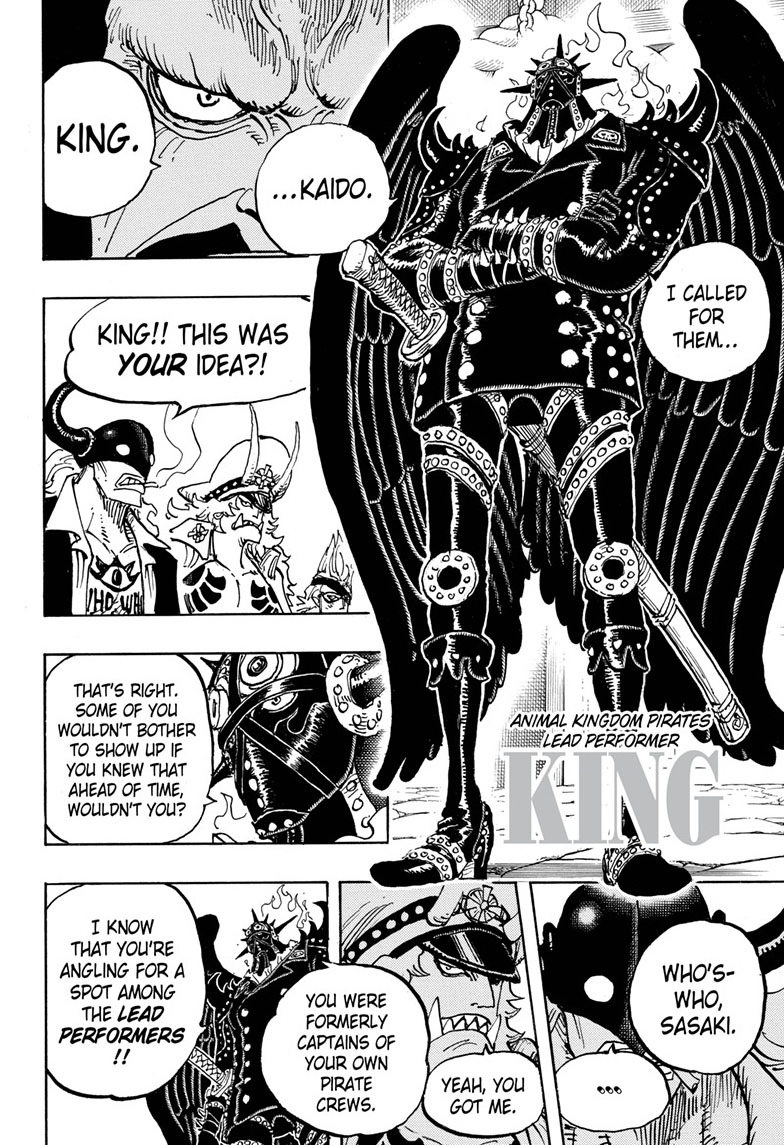 I CALLED
FOR
THEM...
...KAIDO.
KING.
ANIMAL KINGDOM PIRATES
LEAD PERFORMER
KING
KING!! THIS WAS
YOUR IDEA?!
THAT'S RIGHT.
SOME OF YOU
WOULDN'T BOTHER
TO SHOW UP IF
YOU KNEW THAT
AHEAD OF TIME,
WOULDN'T YOU?
WHO'S-
WHO,
SASAKI.
...
YOU WERE
FORMERLY
CAPTAINS OF
YOUR OWN
PIRATE
CREWS.
YEAH, YOU
GOT ME.
I KNOW
THAT YOU'RE
ANGLING FOR A
SPOT AMONG
THE LEAD
PERFORMERS
!!